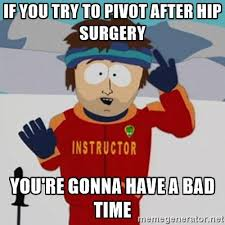 IF YOU TRY TO PIVOT AFTER HIP
SURGERY
INSTRUCTOR
YOU'RE GONNA HAVE A BAD
TIME
memegenerator.net